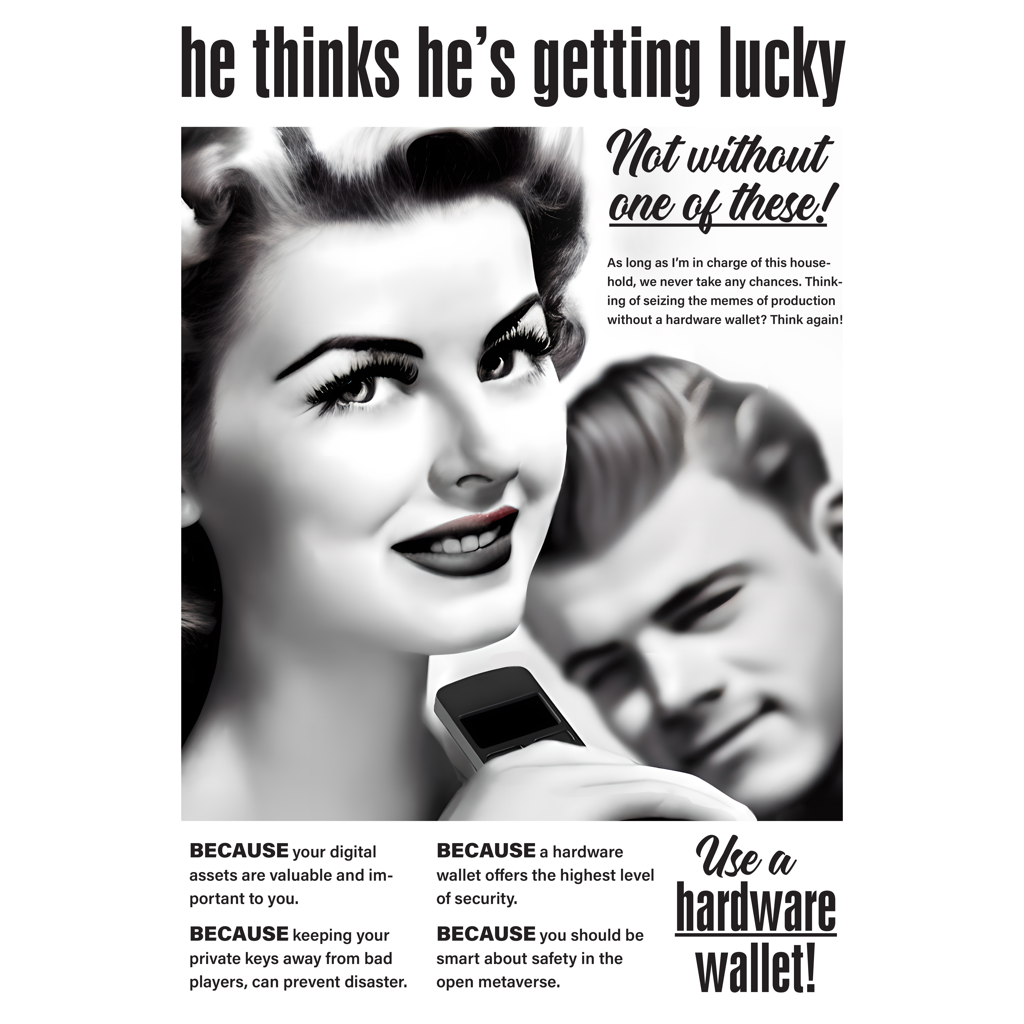 he thinks he's getting lucky
Not without
one of these!
As long as I'm in charge of this house-
hold, we never take any chances. Think-
ing of seizing the memes of production
without a hardware wallet? Think again!
BECAUSE your digital
assets are valuable and im-
portant to you.
BECAUSE keeping your
private keys away from bad
players, can prevent disaster.
BECAUSE a hardware
wallet offers the highest level
of security.
BECAUSE you should be
smart about safety in the
open metaverse.
Use a
hardware
wallet!